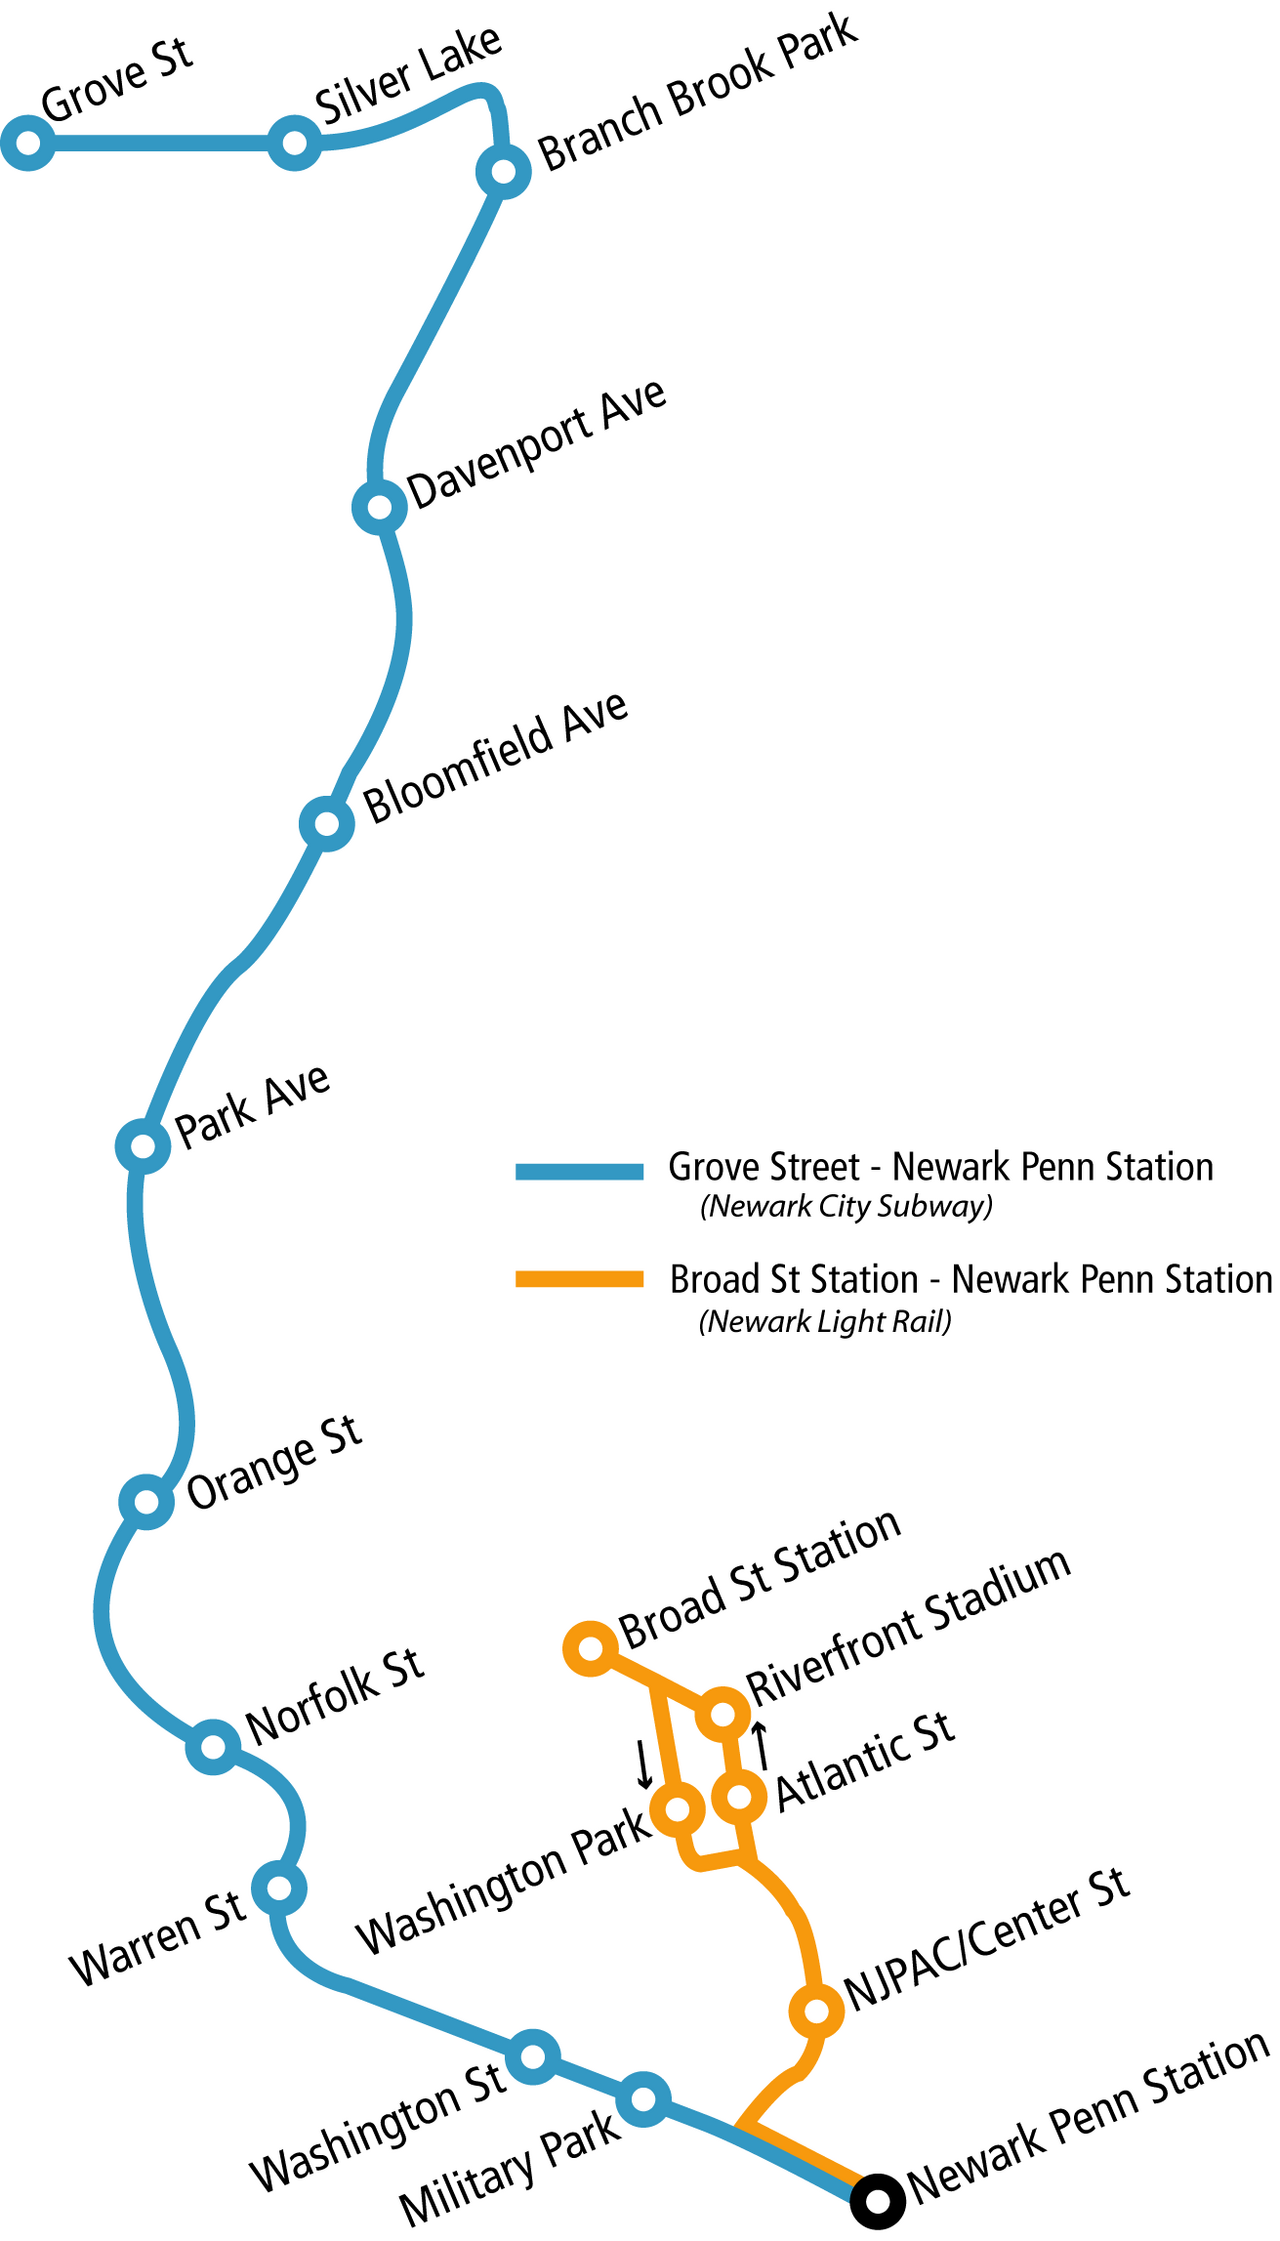 Grove St
Silver Lake
Branch Brook Park
Davenport Ave
Bloomfield Ave
Park Ave
Grove Street - Newark Penn Station
(Newark City Subway)
Broad St Station - Newark Penn Station
(Newark Light Rail)
Orange St
Broad St Station
Riverfront Stadium
Norfolk St
Atlantic St
Washington Park
Warren St
NJPAC/Center St
Washington St
Military Park
Newark Penn Station